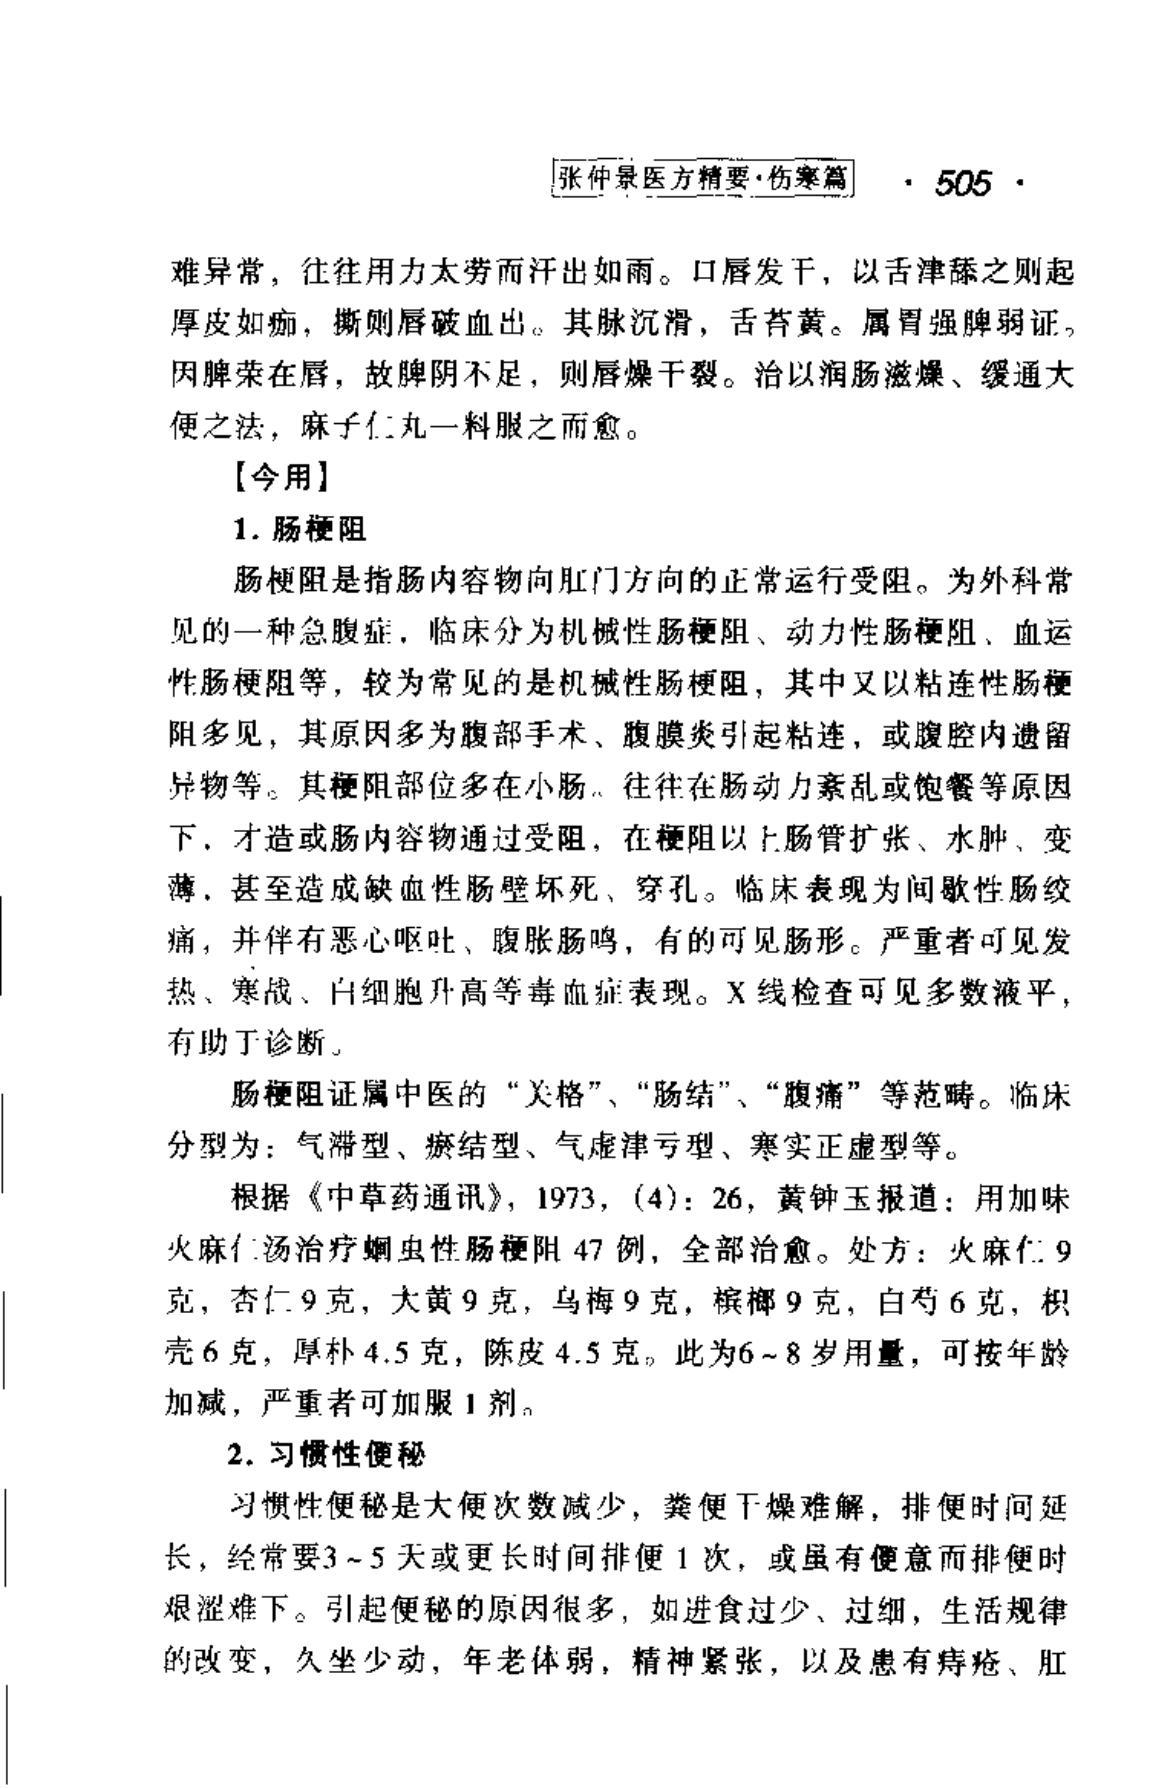 张仲景医方精要·伤寒篇 · 505 ·
难异常，往往用力太劳而汗出如雨。口唇发干，以舌津舔之则起
厚皮如痂，撕则唇破血出。其脉沉滑，舌苔黄。属胃强脾弱证。
因脾荣在唇，故脾阴不足，则唇燥干裂。治以润肠滋燥、缓通大
便之法，麻子仁丸一料服之而愈。
【今用】
1. 肠梗阻
肠梗阻是指肠内容物向肛门方向的正常运行受阻。为外科常
见的一种急腹症，临床分为机械性肠梗阻、动力性肠梗阻、血运
性肠梗阻等，较为常见的是机械性肠梗阻，其中又以粘连性肠梗
阻多见，其原因多为腹部手术、腹膜炎引起粘连，或腹腔内遗留
异物等。其梗阻部位多在小肠。往往在肠动力紊乱或饱餐等原因
下，才造或肠内容物通过受阻，在梗阻以上肠管扩张、水肿、变
薄，甚至造成缺血性肠壁坏死、穿孔。临床表现为间歇性肠绞
痛，并伴有恶心呕吐、腹胀肠鸣，有的可见肠形。严重者可见发
热、寒战、白细胞升高等毒血症表现。X 线检查可见多数液平，
有助于诊断。
肠梗阻证属中医的“关格”、“肠结”、“腹痛”等范畴。临床
分型为：气滞型、瘀结型、气虚津亏型、寒实正虚型等。
根据《中草药通讯》，1973，(4)：26，黄钟玉报道：用加味
火麻仁汤治疗蛔虫性肠梗阻 47 例，全部治愈。处方：火麻仁 9
克，杏仁 9 克，大黄 9 克，乌梅 9 克，槟榔 9 克，白芍 6 克，枳
壳 6 克，厚朴 4.5 克，陈皮 4.5 克。此为6～8 岁用量，可按年龄
加减，严重者可加服 1 剂。
2. 习惯性便秘
习惯性便秘是大便次数减少，粪便干燥难解，排便时间延
长，经常要3～5 天或更长时间排便 1 次，或虽有便意而排便时
艰涩难下。引起便秘的原因很多，如进食过少、过细，生活规律
的改变，久坐少动，年老体弱，精神紧张，以及患有痔疮、肛